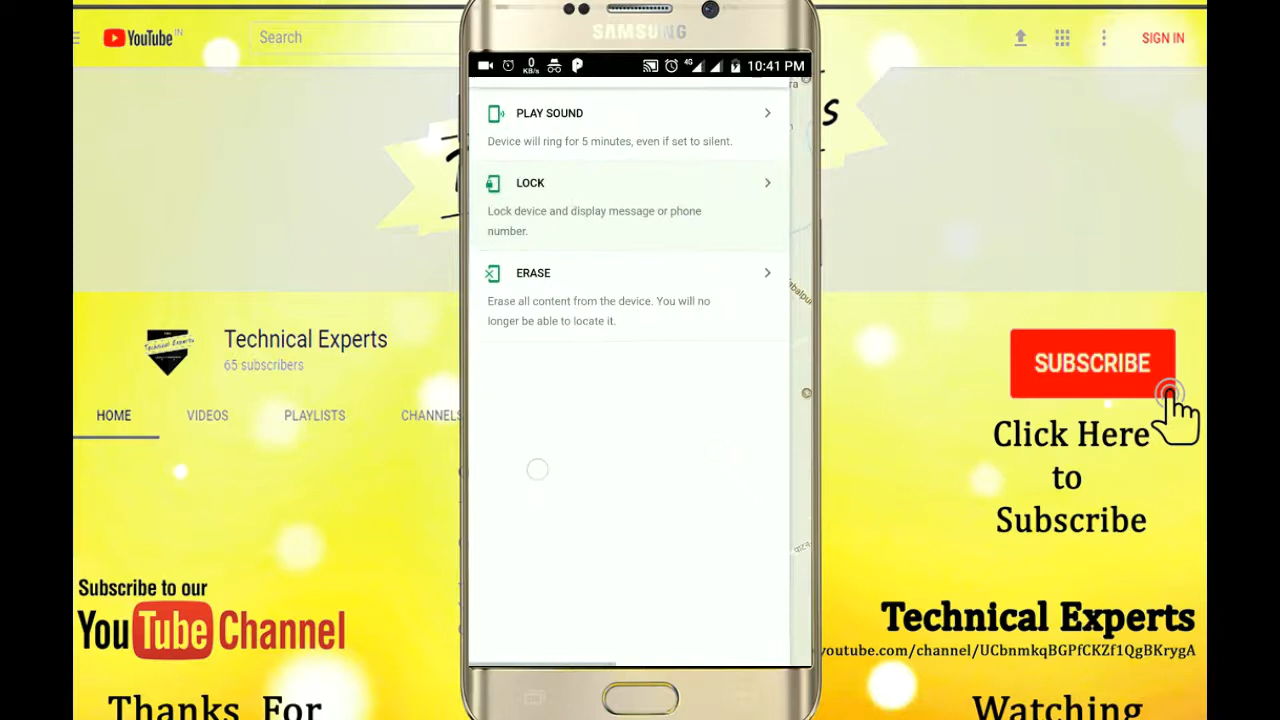 YouTube IN
Search
SIGN IN
SAMSUNG
0
KB/s
4G
10:41 PM
PLAY SOUND
Device will ring for 5 minutes, even if set to silent.
LOCK
Lock device and display message or phone
number.
ERASE
Erase all content from the device. You will no
longer be able to locate it.
Technical Experts
65 subscribers
HOME
VIDEOS
PLAYLISTS
CHANNELS
SUBSCRIBE
Click Here
to
Subscribe
Subscribe to our
YouTube Channel
Technical Experts
youtube.com/channel/UCbnmkqBGPfCKZf1QgBKrygA
Thanks For
Watching